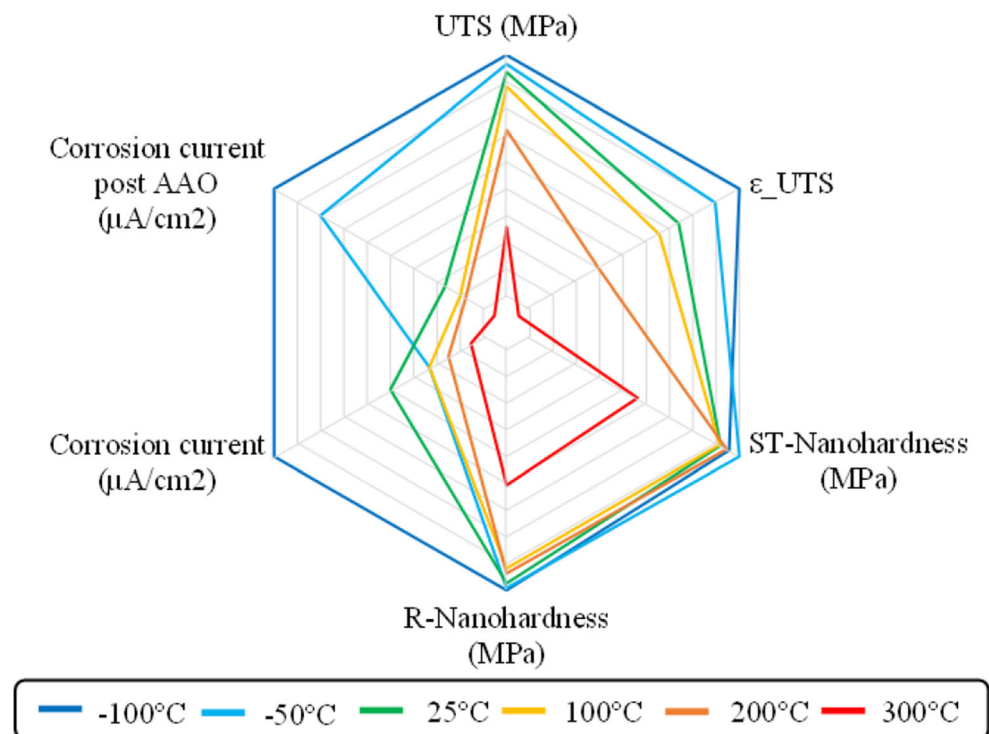 UTS (MPa)
Corrosion current
post AAO
(µA/cm2)
ε_UTS
Corrosion current
(µA/cm2)
ST-Nanohardness
(MPa)
R-Nanohardness
(MPa)
-100°C -50°C 25°C 100°C 200°C 300°C